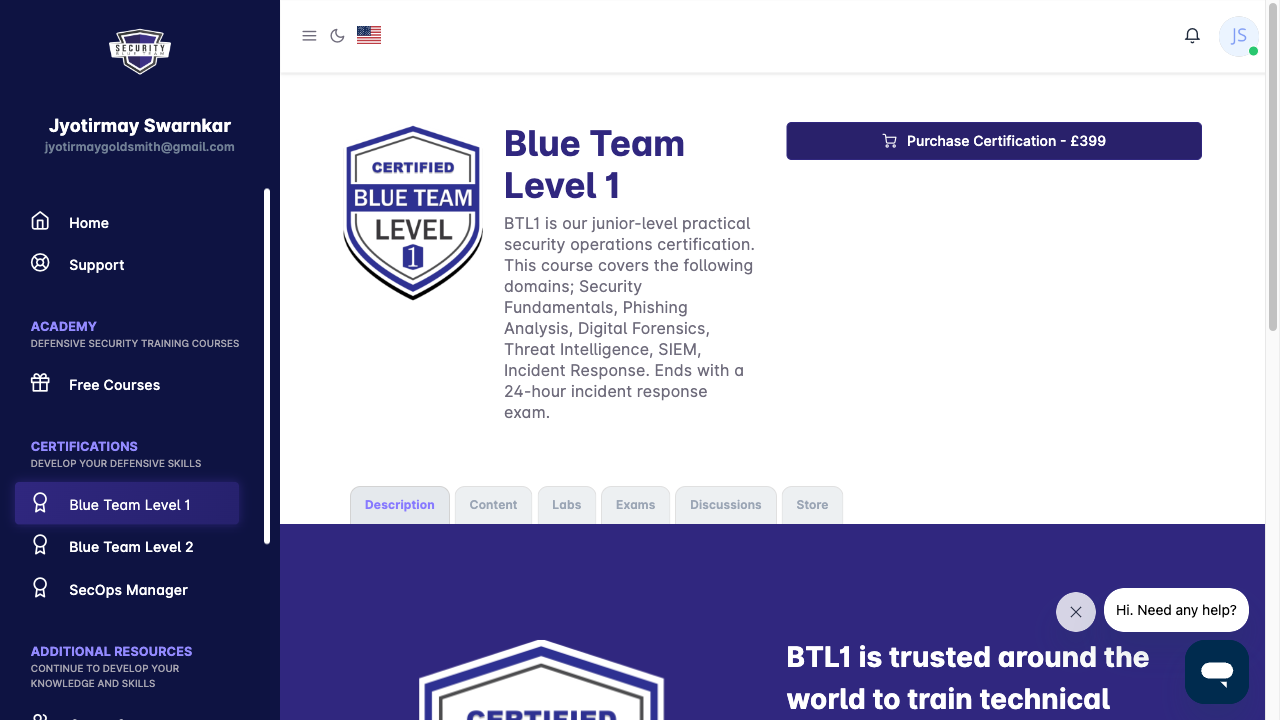 SECURITY
BLUE TEAM
Jyotirmay Swarnkar
jyotirmaygoldsmith@gmail.com
Home
Support
ACADEMY
DEFENSIVE SECURITY TRAINING COURSES
Free Courses
CERTIFICATIONS
DEVELOP YOUR DEFENSIVE SKILLS
Blue Team Level 1
Blue Team Level 2
SecOps Manager
ADDITIONAL RESOURCES
CONTINUE TO DEVELOP YOUR
KNOWLEDGE AND SKILLS
JS
CERTIFIED
BLUE TEAM
LEVEL
1
Blue Team
Level 1
BTL1 is our junior-level practical
security operations certification.
This course covers the following
domains; Security
Fundamentals, Phishing
Analysis, Digital Forensics,
Threat Intelligence, SIEM,
Incident Response. Ends with a
24-hour incident response
exam.
Purchase Certification - £399
Description
Content
Labs
Exams
Discussions
Store
CERTIFIED
BTL1 is trusted around the
world to train technical
Hi. Need any help?